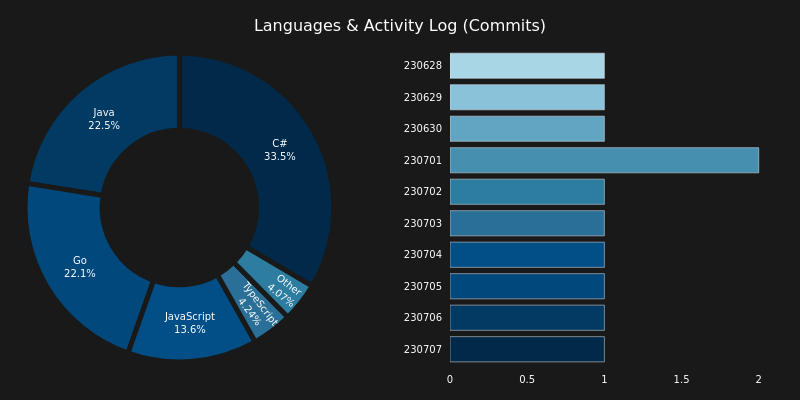 Languages & Activity Log (Commits)
C#
33.5%
Java
22.5%
Go
22.1%
JavaScript
13.6%
TypeScript
4.24%
Other
4.07%
230628
230629
230630
230701
230702
230703
230704
230705
230706
230707
0 0.5 1 1.5 2